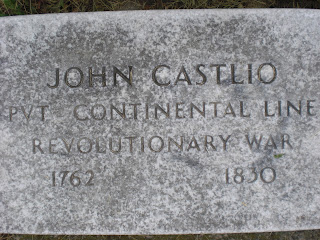 JOHN CASTLIO
PVT CONTINENTAL LINE
REVOLUTIONARY WAR
1762 1830